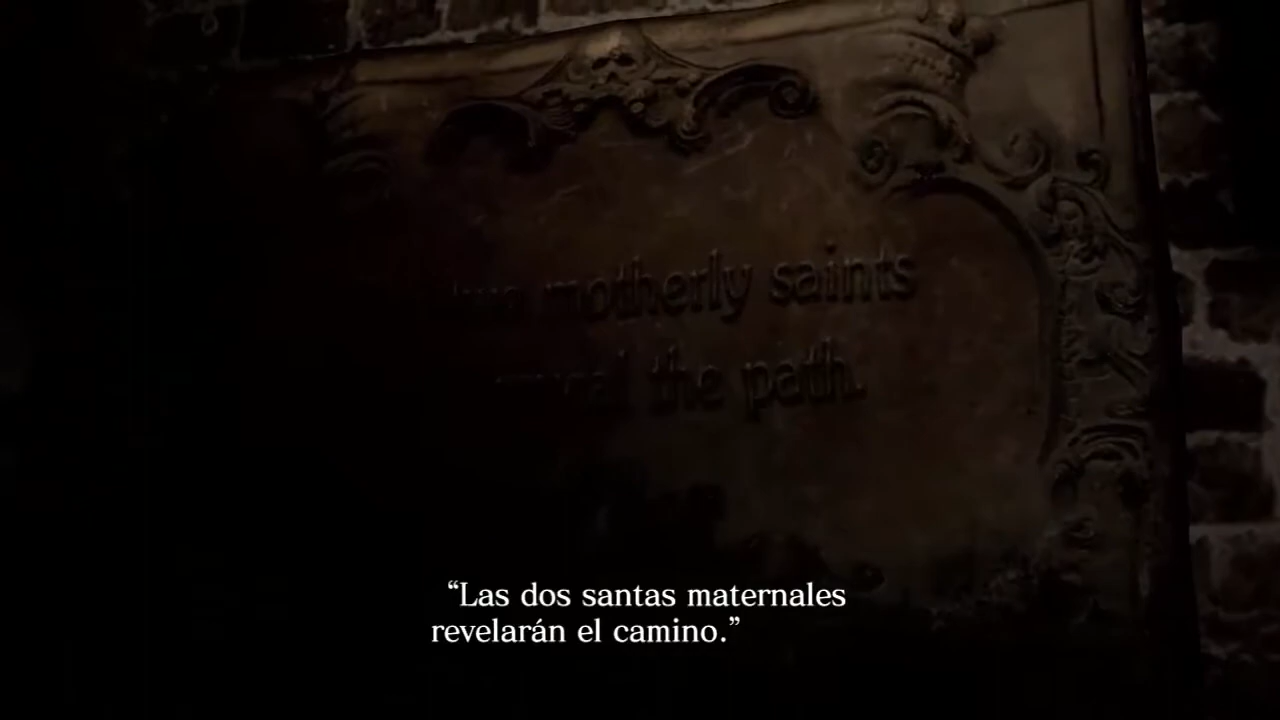 motherly saints
the path.
“Las dos santas maternales
revelarán el camino.”